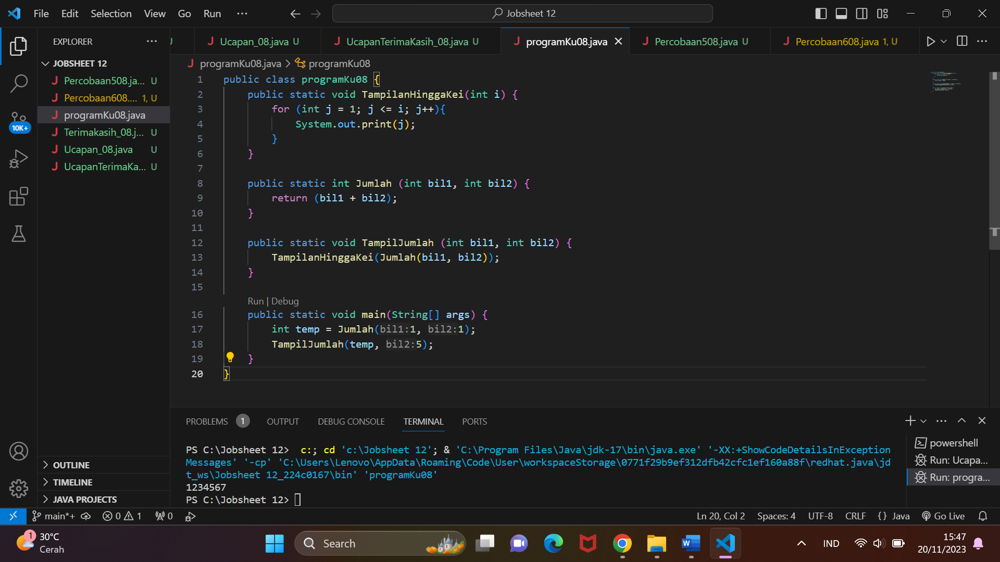 File Edit Selection View Go Run ··· Jobsheet 12
EXPLORER ···
JOBSHEET 12
Percobaan508.ja... U
Percobaan608.... 1, U
programKu08.java
Terimakasih_08.j... U
Ucapan_08.java U
UcapanTerimaKa... U
OUTLINE
TIMELINE
JAVA PROJECTS
Ucapan_08.java U UcapanTerimaKasih_08.java U programKu08.java Percobaan508.java U Percobaan608.java 1, U
programKu08.java > programKu08
1 public class programKu08 {
2 public static void TampilanHinggaKei(int i) {
3 for (int j = 1; j <= i; j++){
4 System.out.print(j);
5 }
6 }
7
8 public static int Jumlah (int bil1, int bil2) {
9 return (bil1 + bil2);
10 }
11
12 public static void TampilJumlah (int bil1, int bil2) {
13 TampilanHinggaKei(Jumlah(bil1, bil2));
14 }
15
Run | Debug
16 public static void main(String[] args) {
17 int temp = Jumlah(bil1:1, bil2:1);
18 TampilJumlah(temp, bil2:5);
19 }
20 }
PROBLEMS 1 OUTPUT DEBUG CONSOLE TERMINAL PORTS
PS C:\Jobsheet 12>  c:; cd 'c:\Jobsheet 12'; & 'C:\Program Files\Java\jdk-17\bin\java.exe' '-XX:+ShowCodeDetailsInException
Messages' '-cp' 'C:\Users\Lenovo\AppData\Roaming\Code\User\workspaceStorage\0771f29b9ef312dfb42cfc1ef160a88f\redhat.java\jd
t_ws\Jobsheet 12_224c0167\bin' 'programKu08'
1234567
PS C:\Jobsheet 12>
powershell
Run: Ucapa...
Run: progra...
10K+
main*+ 0 1 0 Ln 20, Col 2 Spaces: 4 UTF-8 CRLF {} Java Go Live
1 30°C
Cerah
Search
IND
15:47
20/11/2023